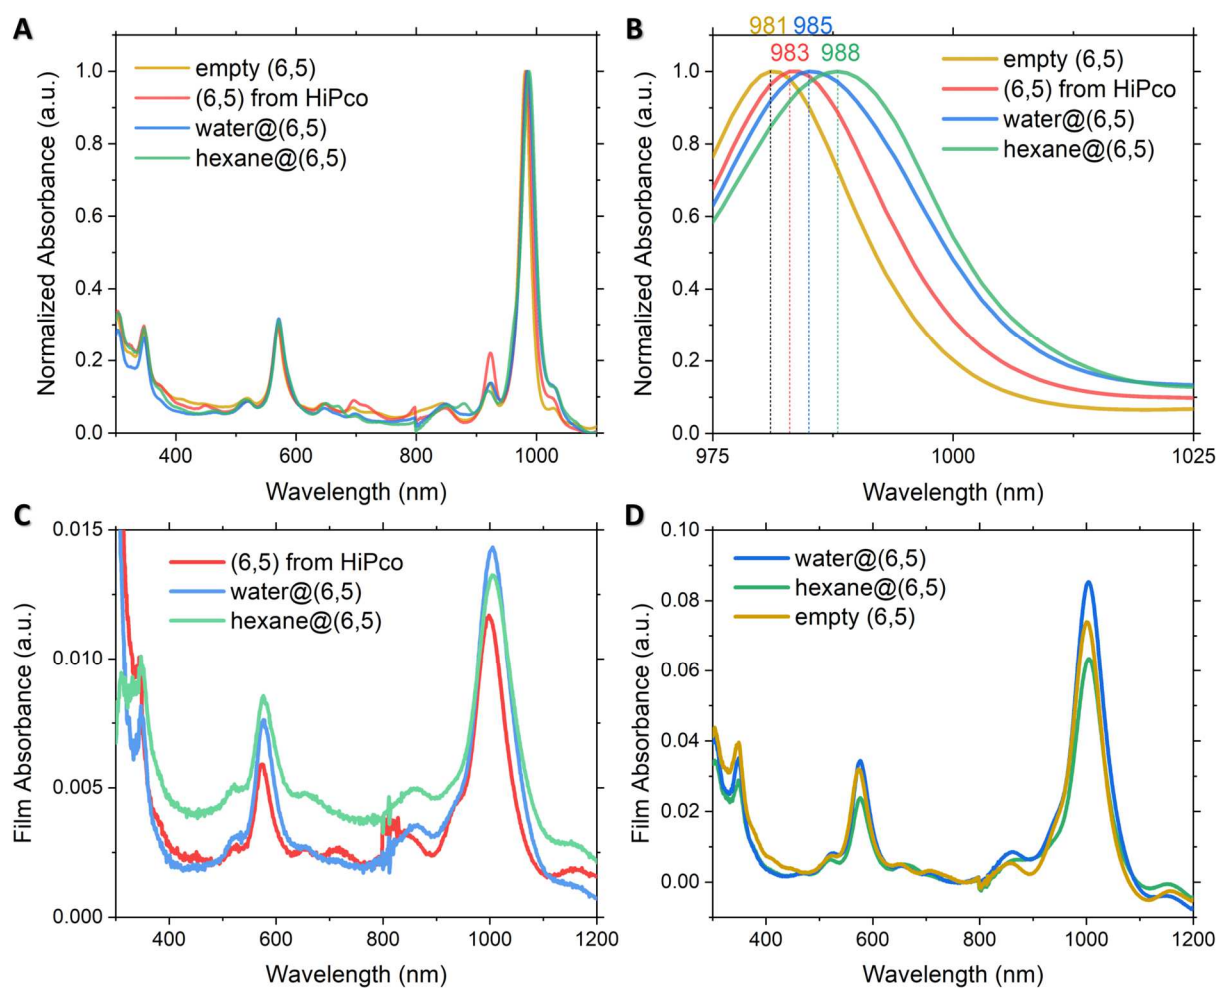 A
Normalized Absorbance (a.u.)
1.0
0.8
0.6
0.4
0.2
0.0
empty (6,5)
(6,5) from HiPco
water@(6,5)
hexane@(6,5)
400 600 800 1000
Wavelength (nm)
B
981 985
983 988
Normalized Absorbance (a.u.)
1.0
0.8
0.6
0.4
0.2
0.0
empty (6,5)
(6,5) from HiPco
water@(6,5)
hexane@(6,5)
975 1000 1025
Wavelength (nm)
C
Film Absorbance (a.u.)
0.015
0.010
0.005
0.000
(6,5) from HiPco
water@(6,5)
hexane@(6,5)
400 600 800 1000 1200
Wavelength (nm)
D
Film Absorbance (a.u.)
0.10
0.08
0.06
0.04
0.02
0.00
water@(6,5)
hexane@(6,5)
empty (6,5)
400 600 800 1000 1200
Wavelength (nm)